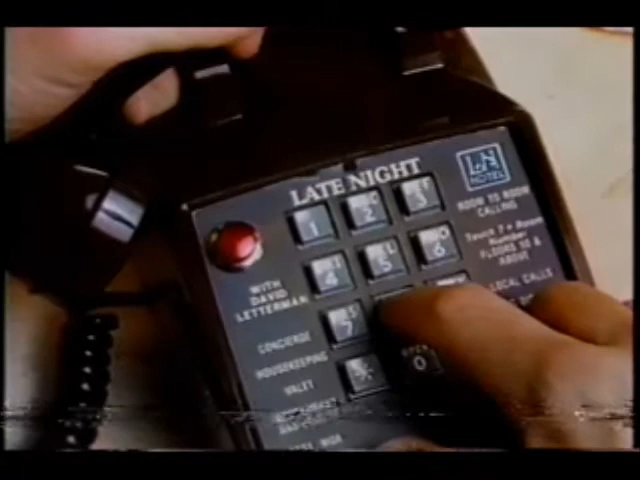 LATE NIGHT
L&N
HOTEL
1
2
3
4
5
6
7
*
0
WITH
DAVID
LETTERMAN
ROOM TO ROOM
CALLING
Touch 7 + Room
Number
FLOORS 10 &
ABOVE
LOCAL CALLS
CONCIERGE
HOUSEKEEPING
VALET